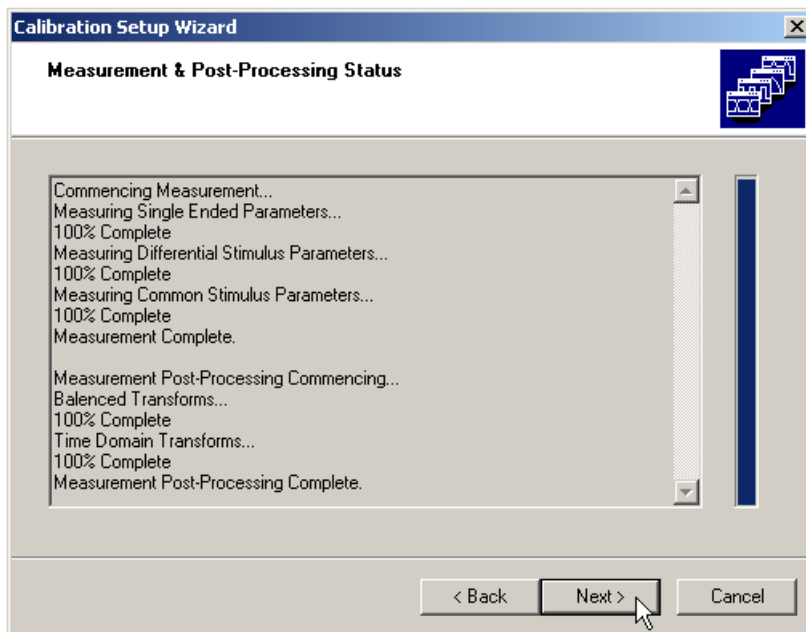 Calibration Setup Wizard
Measurement & Post-Processing Status
Commencing Measurement...
Measuring Single Ended Parameters...
100% Complete
Measuring Differential Stimulus Parameters...
100% Complete
Measuring Common Stimulus Parameters...
100% Complete
Measurement Complete.
Measurement Post-Processing Commencing...
Balenced Transforms...
100% Complete
Time Domain Transforms...
100% Complete
Measurement Post-Processing Complete.
< Back
Next >
Cancel